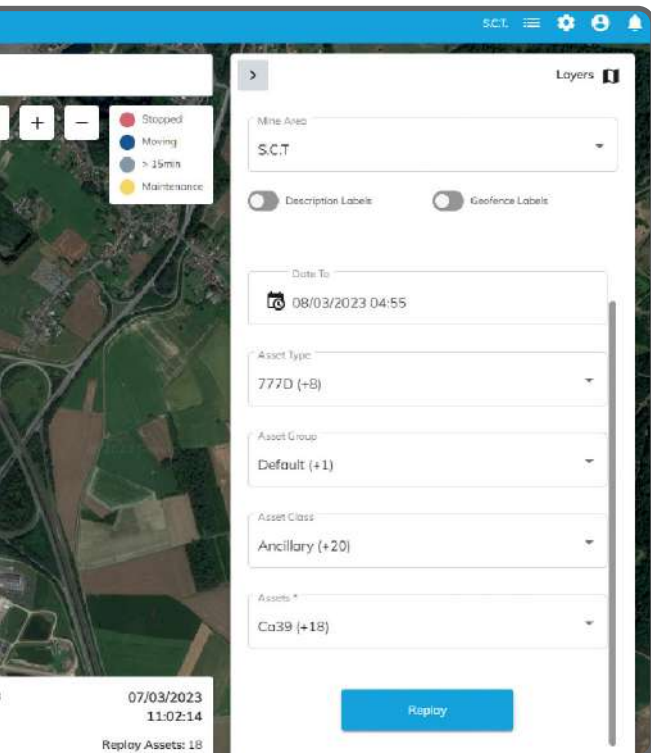 S.C.T.
Layers
Stopped
Moving
> 15min
Maintenance
Mine Area
S.C.T
Description Labels
Geofence Labels
Date To
08/03/2023 04:55
Asset Type
777D (+8)
Asset Group
Default (+1)
Asset Class
Ancillary (+20)
Assets *
Ca39 (+18)
Replay
07/03/2023
11:02:14
Replay Assets: 18